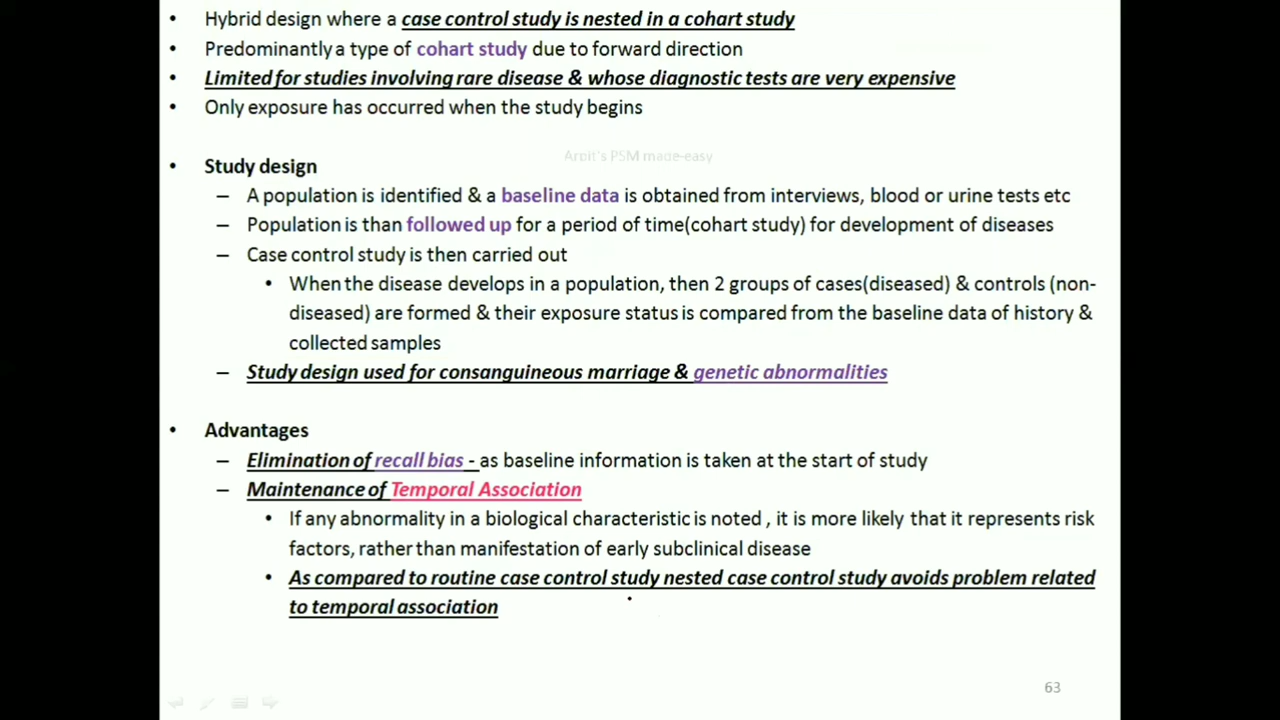 • Hybrid design where a case control study is nested in a cohort study
• Predominantly a type of cohart study due to forward direction
• Limited for studies involving rare disease & whose diagnostic tests are very expensive
• Only exposure has occurred when the study begins
Arpit's PSM made-easy
• Study design
– A population is identified & a baseline data is obtained from interviews, blood or urine tests etc
– Population is than followed up for a period of time(cohart study) for development of diseases
– Case control study is then carried out
• When the disease develops in a population, then 2 groups of cases(diseased) & controls (non-
diseased) are formed & their exposure status is compared from the baseline data of history &
collected samples
– Study design used for consanguineous marriage & genetic abnormalities
• Advantages
– Elimination of recall bias - as baseline information is taken at the start of study
– Maintenance of Temporal Association
• If any abnormality in a biological characteristic is noted , it is more likely that it represents risk
factors, rather than manifestation of early subclinical disease
• As compared to routine case control study nested case control study avoids problem related
to temporal association
63